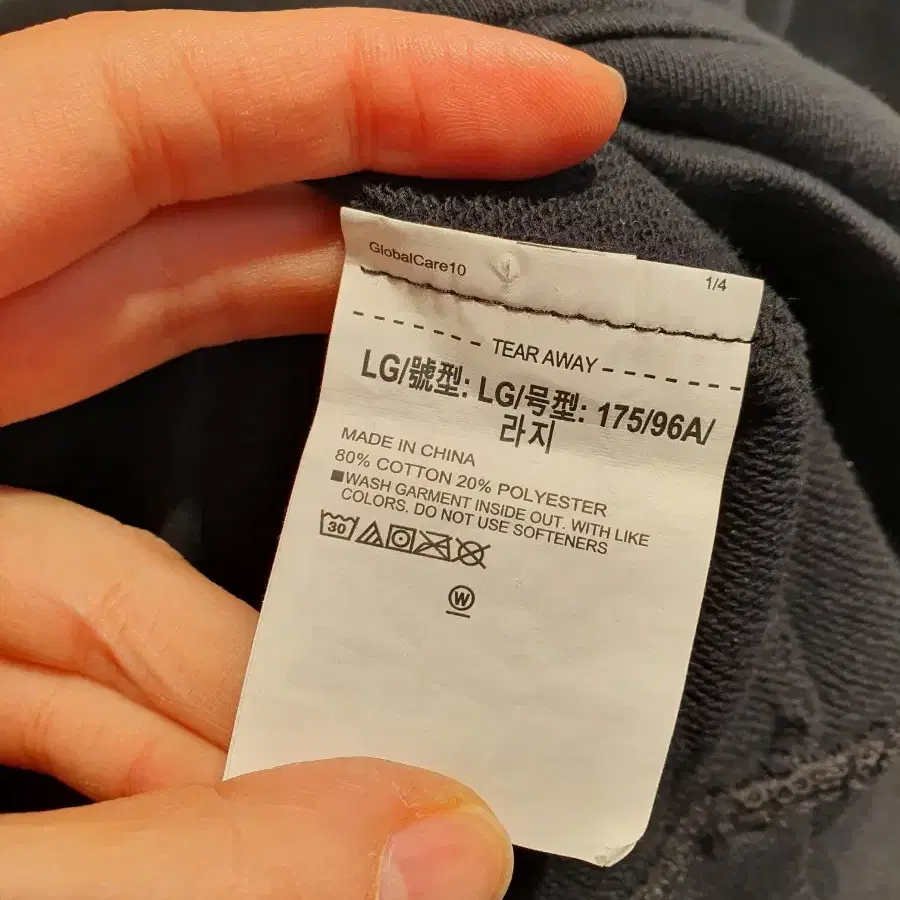 GlobalCare10
1/4
TEAR AWAY
LG/號型: LG/号型: 175/96A/
라지
MADE IN CHINA
80% COTTON 20% POLYESTER
■WASH GARMENT INSIDE OUT. WITH LIKE
COLORS. DO NOT USE SOFTENERS
30
W